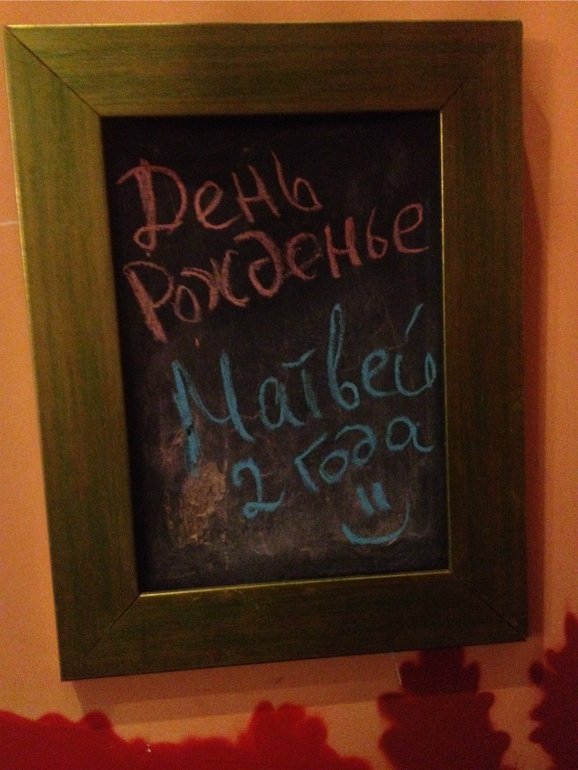 День
Рожденье
Матвей
2 года